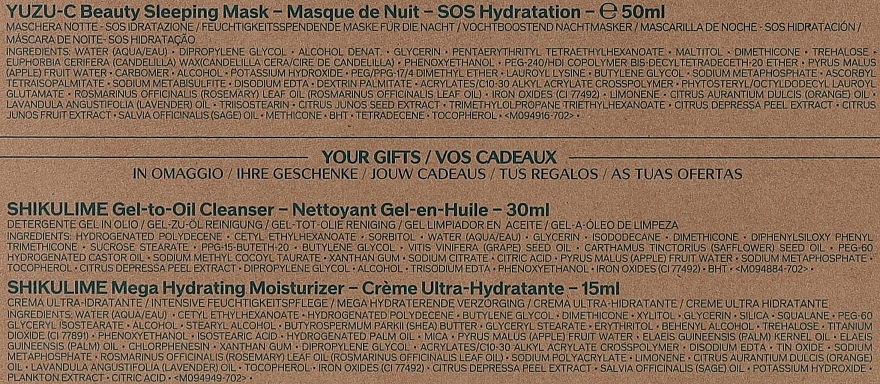 YUZU-C Beauty Sleeping Mask – Masque de Nuit – SOS Hydratation – ℮ 50ml
MASCHERA NOTTE - SOS IDRATAZIONE / FEUCHTIGKEITSSPENDENDE MASKE FÜR DIE NACHT / VOCHTBOOSTEND NACHTMASKER / MASCARILLA DE NOCHE - SOS HIDRATACIÓN /
MÁSCARA DE NOITE- SOS HIDRATAÇÃO
INGREDIENTS: WATER (AQUA/EAU) • DIPROPYLENE GLYCOL • ALCOHOL DENAT. • GLYCERIN • PENTAERYTHRITYL TETRAETHYLHEXANOATE • MALTITOL • DIMETHICONE • TREHALOSE •
EUPHORBIA CERIFERA (CANDELILLA) WAX(CANDELILLA CERA/CIRE DE CANDELILLA) • PHENOXYETHANOL • PEG-240/HDI COPOLYMER BIS-DECYLTETRADECETH-20 ETHER • PYRUS MALUS
(APPLE) FRUIT WATER • CARBOMER • ALCOHOL • POTASSIUM HYDROXIDE • PEG/PPG-17/4 DIMETHYL ETHER • LAUROYL LYSINE • BUTYLENE GLYCOL • SODIUM METAPHOSPHATE • ASCORBYL
TETRAISOPALMITATE • SODIUM METABISULFITE • DISODIUM EDTA • DEXTRIN PALMITATE • ACRYLATES/C10-30 ALKYL ACRYLATE CROSSPOLYMER • PHYTOSTERYL/OCTYLDODECYL LAUROYL
GLUTAMATE • ROSMARINUS OFFICINALIS (ROSEMARY) LEAF OIL (ROSMARINUS OFFICINALIS LEAF OIL) • IRON OXIDES (CI 77492) • LIMONENE • CITRUS AURANTIUM DULCIS (ORANGE) OIL •
LAVANDULA ANGUSTIFOLIA (LAVENDER) OIL • TRIISOSTEARIN • CITRUS JUNOS SEED EXTRACT • TRIMETHYLOLPROPANE TRIETHYLHEXANOATE • CITRUS DEPRESSA PEEL EXTRACT • CITRUS
JUNOS FRUIT EXTRACT • SALVIA OFFICINALIS (SAGE) OIL • METHICONE • BHT • TETRADECENE • TOCOPHEROL • <M094916-702> •
YOUR GIFTS / VOS CADEAUX
IN OMAGGIO / IHRE GESCHENKE / JOUW CADEAUS / TUS REGALOS / AS TUAS OFERTAS
SHIKULIME Gel-to-Oil Cleanser – Nettoyant Gel-en-Huile – 30ml
DETERGENTE GEL IN OLIO / GEL-ZU-ÖL REINIGUNG / GEL-TOT-OLIE REINIGING / GEL LIMPIADOR EN ACEITE / GEL-A-ÓLEO DE LIMPEZA
INGREDIENTS: HYDROGENATED POLYDECENE • CETYL ETHYLHEXANOATE • SORBITOL • WATER (AQUA/EAU) • GLYCERIN • ISODODECANE • DIMETHICONE • DIPHENYLSILOXY PHENYL
TRIMETHICONE • SUCROSE STEARATE • PPG-15-BUTETH-20 • BUTYLENE GLYCOL • VITIS VINIFERA (GRAPE) SEED OIL • CARTHAMUS TINCTORIUS (SAFFLOWER) SEED OIL • PEG-60
HYDROGENATED CASTOR OIL • SODIUM METHYL COCOYL TAURATE • XANTHAN GUM • SODIUM CITRATE • CITRIC ACID • PYRUS MALUS (APPLE) FRUIT WATER • SODIUM METAPHOSPHATE •
TOCOPHEROL • CITRUS DEPRESSA PEEL EXTRACT • DIPROPYLENE GLYCOL • ALCOHOL • TRISODIUM EDTA • PHENOXYETHANOL • IRON OXIDES (CI 77492) • BHT • <M094884-702> •
SHIKULIME Mega Hydrating Moisturizer – Crème Ultra-Hydratante – 15ml
CREMA ULTRA-IDRATANTE / INTENSIVE FEUCHTIGKEITSPFLEGE / MEGA HYDRATERENDE VERZORGING / CREMA ULTRA-HIDRATANTE / CREME ULTRA HIDRATANTE
INGREDIENTS: WATER (AQUA/EAU) • CETYL ETHYLHEXANOATE • HYDROGENATED POLYDECENE • BUTYLENE GLYCOL • DIMETHICONE • XYLITOL • GLYCERIN • SILICA • SQUALANE • PEG-60
GLYCERYL ISOSTEARATE • ALCOHOL • STEARYL ALCOHOL • BUTYROSPERMUM PARKII (SHEA) BUTTER • GLYCERYL STEARATE • ERYTHRITOL • BEHENYL ALCOHOL • TREHALOSE • TITANIUM
DIOXIDE (CI 77891) • PHENOXYETHANOL • ISOSTEARIC ACID • HYDROGENATED PALM OIL • MICA • PYRUS MALUS (APPLE) FRUIT WATER • ELAEIS GUINEENSIS (PALM) KERNEL OIL • ELAEIS
GUINEENSIS (PALM) OIL • CHLORPHENESIN • XANTHAN GUM • DIPROPYLENE GLYCOL • ACRYLATES/C10-30 ALKYL ACRYLATE CROSSPOLYMER • DISODIUM EDTA • TIN OXIDE • SODIUM
METAPHOSPHATE • ROSMARINUS OFFICINALIS (ROSEMARY) LEAF OIL (ROSMARINUS OFFICINALIS LEAF OIL) • SODIUM POLYACRYLATE • LIMONENE • CITRUS AURANTIUM DULCIS (ORANGE)
OIL • LAVANDULA ANGUSTIFOLIA (LAVENDER) OIL • TOCOPHEROL • IRON OXIDES (CI 77492) • CITRUS DEPRESSA PEEL EXTRACT • SALVIA OFFICINALIS (SAGE) OIL • POTASSIUM HYDROXIDE •
PLANKTON EXTRACT • CITRIC ACID • <M094949-702> •